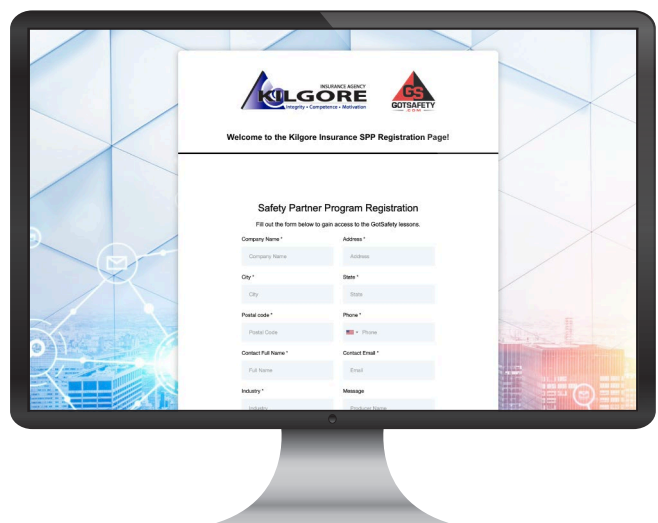 INSURANCE AGENCY
KILGORE
Integrity • Competence • Motivation
GS
GOTSAFETY
.COM
Welcome to the Kilgore Insurance SPP Registration Page!
Safety Partner Program Registration
Fill out the form below to gain access to the GotSafety lessons.
Company Name * Address *
Company Name Address
City * State *
City State
Postal code * Phone *
Postal Code Phone
Contact Full Name * Contact Email *
Full Name Email
Industry * Message
Industry Producer Name